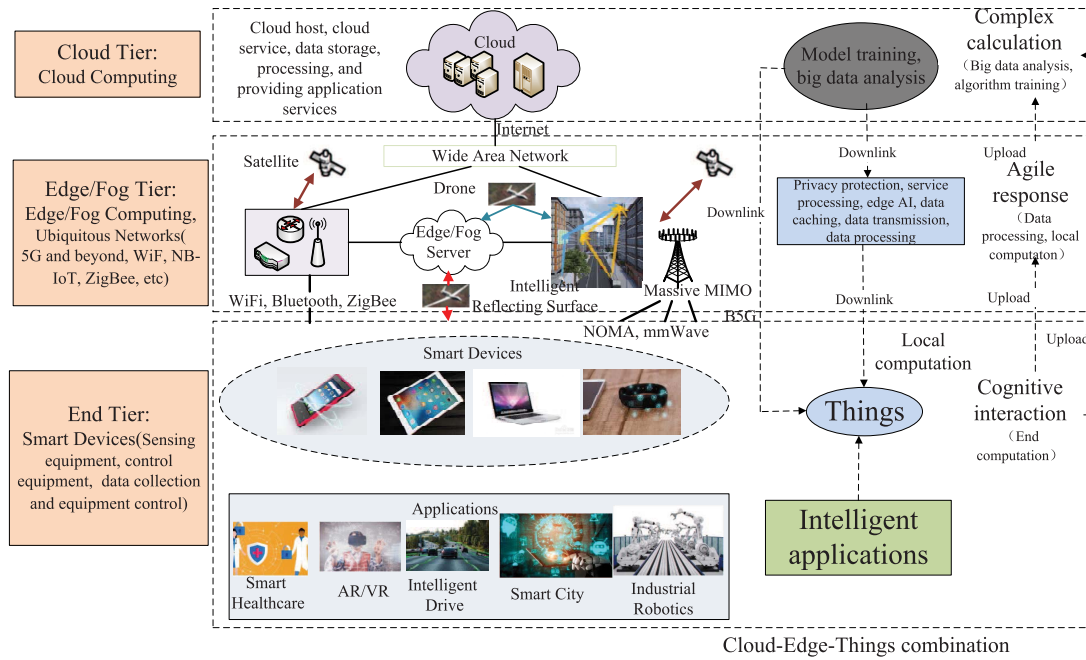 Cloud Tier:
Cloud Computing
Cloud host, cloud
service, data storage,
processing, and
providing application
services
Cloud
Model training,
big data analysis
Complex
calculation
（Big data analysis,
algorithm training）
Internet
Wide Area Network
Edge/Fog Tier:
Edge/Fog Computing,
Ubiquitous Networks(
5G and beyond, WiF, NB-
IoT, ZigBee, etc)
Satellite
Drone
Edge/Fog
Server
WiFi, Bluetooth, ZigBee
Intelligent
Reflecting Surface
Massive MIMO
B5G
NOMA, mmWave
Downlink
Downlink
Upload
Privacy protection, service
processing, edge AI, data
caching, data transmission,
data processing
Agile
response
（Data
processing, local
computaton）
Downlink
Upload
End Tier:
Smart Devices(Sensing
equipment, control
equipment, data collection
and equipment control)
Smart Devices
Local
computation
Upload
Things
Cognitive
interaction
（End
computation）
Applications
Smart
Healthcare
AR/VR
Intelligent
Drive
Smart City
Industrial
Robotics
Intelligent
applications
Cloud-Edge-Things combination